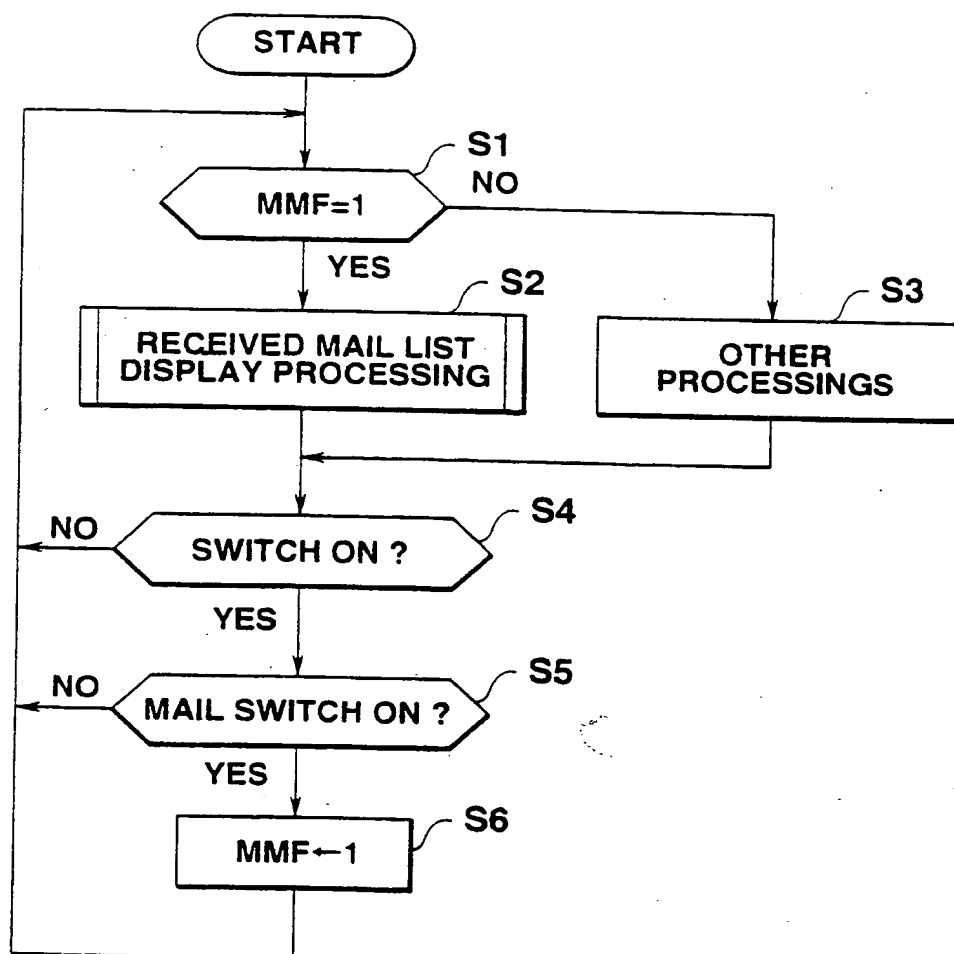 START
S1
MMF=1
NO
YES
S2
RECEIVED MAIL LIST
DISPLAY PROCESSING
S3
OTHER
PROCESSINGS
S4
NO
SWITCH ON ?
YES
S5
NO
MAIL SWITCH ON ?
YES
S6
MMF←1